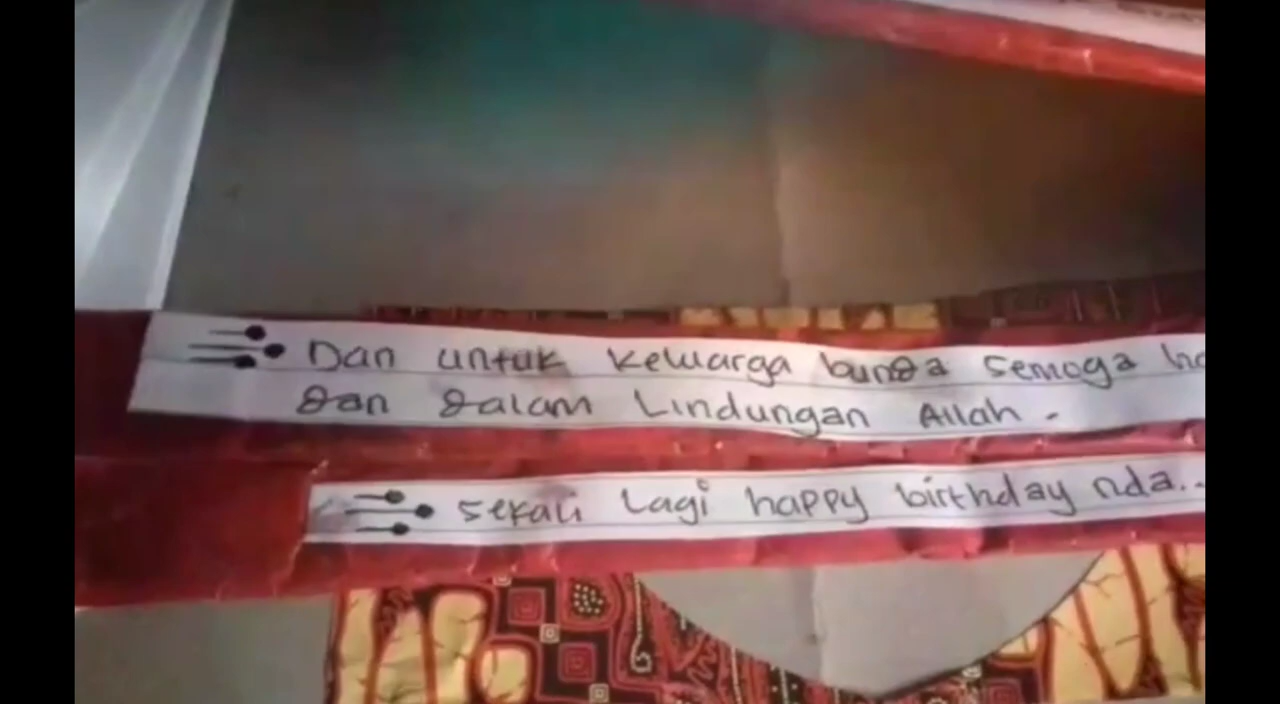 Dan untuk keluarga bunda semoga
dan dalam Lindungan Allah.
sekali Lagi happy birthday nda..